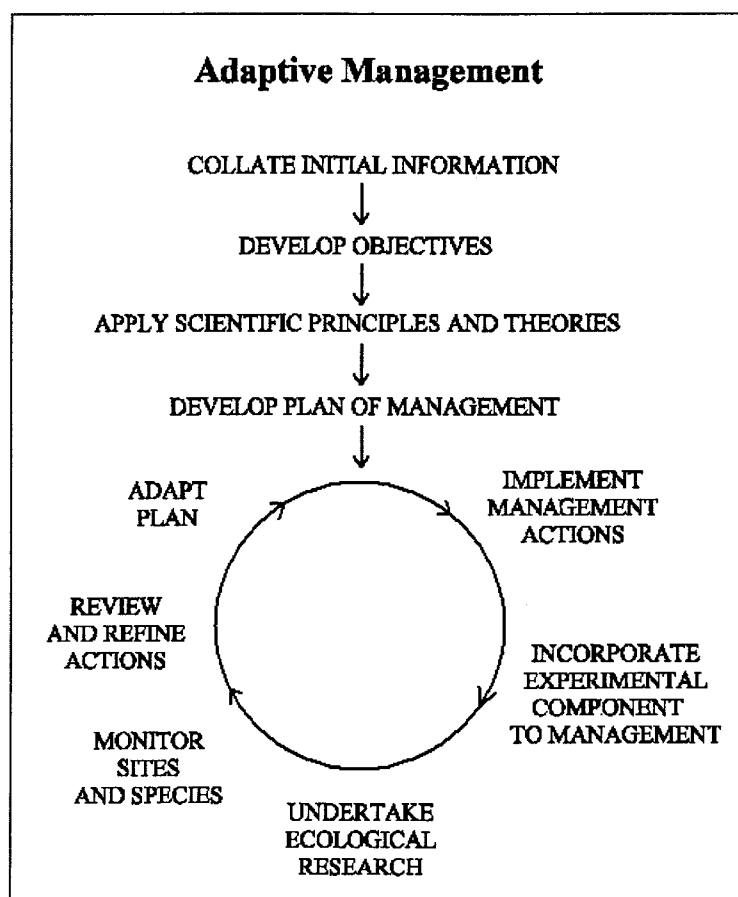 Adaptive Management
COLLATE INITIAL INFORMATION
DEVELOP OBJECTIVES
APPLY SCIENTIFIC PRINCIPLES AND THEORIES
DEVELOP PLAN OF MANAGEMENT
IMPLEMENT
MANAGEMENT
ACTIONS
INCORPORATE
EXPERIMENTAL
COMPONENT
TO MANAGEMENT
UNDERTAKE
ECOLOGICAL
RESEARCH
MONITOR
SITES
AND SPECIES
REVIEW
AND REFINE
ACTIONS
ADAPT
PLAN